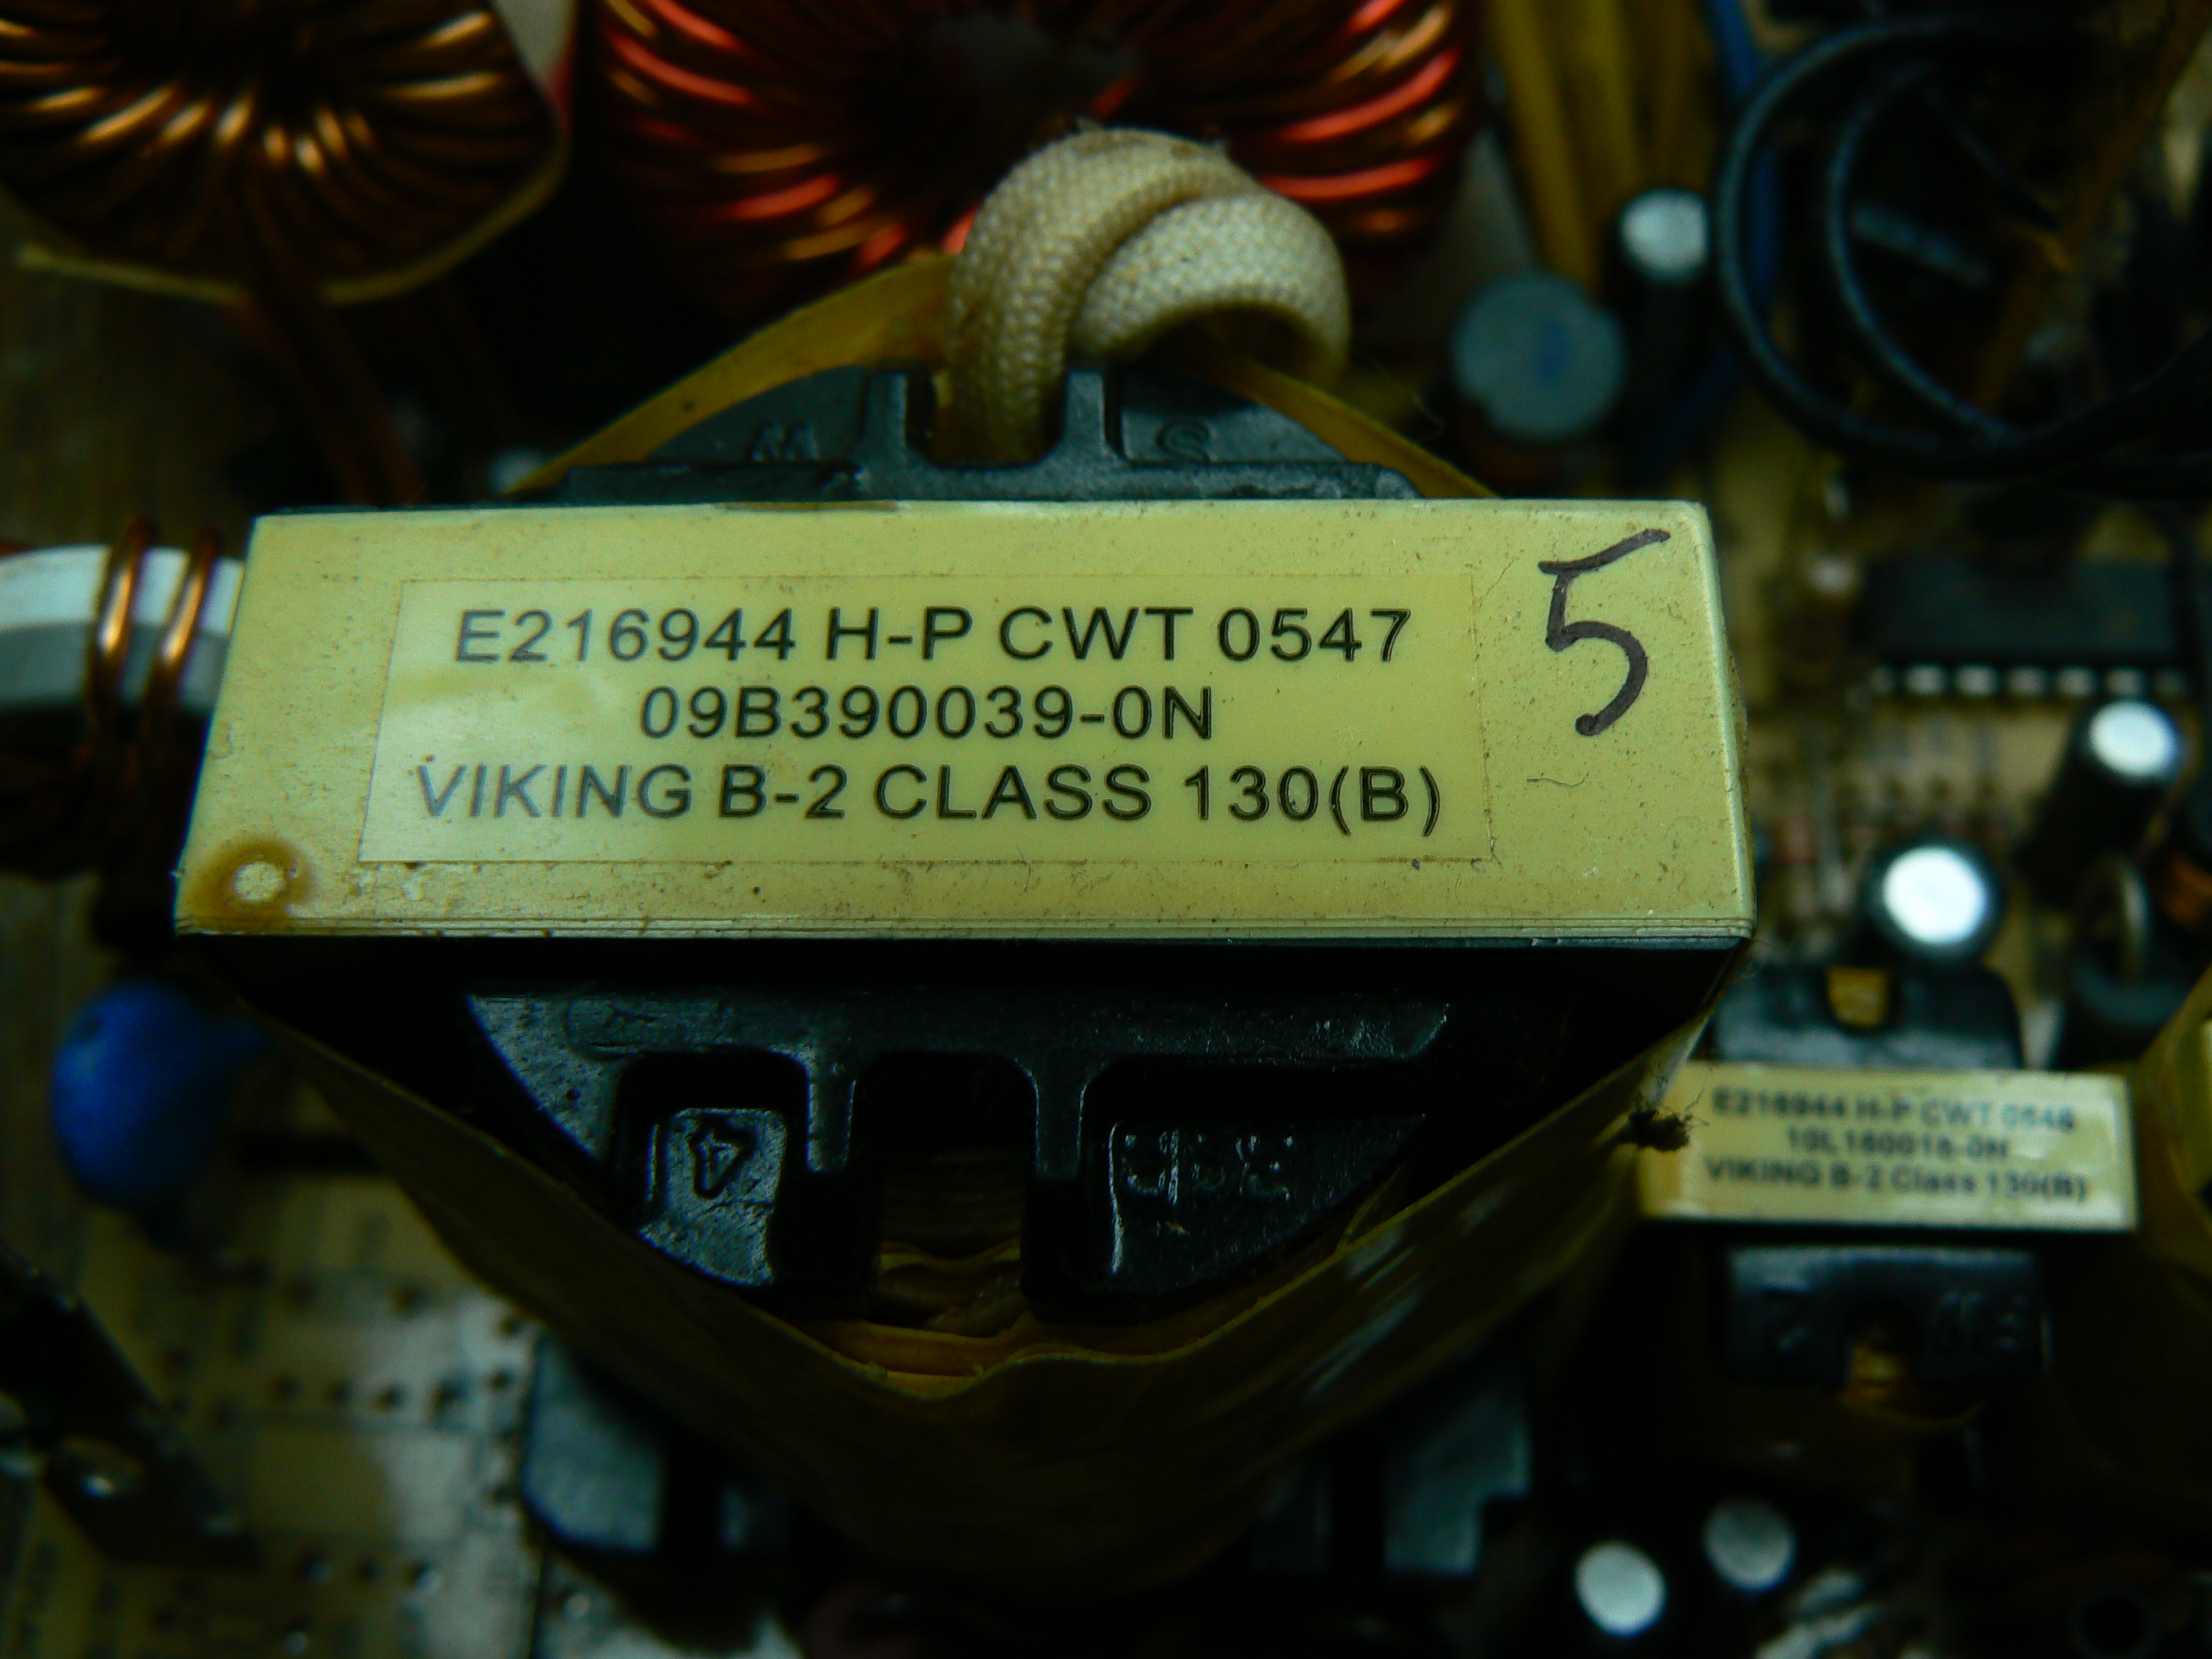 E216944 H-P CWT 0547
09B390039-0N
VIKING B-2 CLASS 130(B)
5
E216944 H-P CWT 0546
VIKING B-2 Class 130(B)